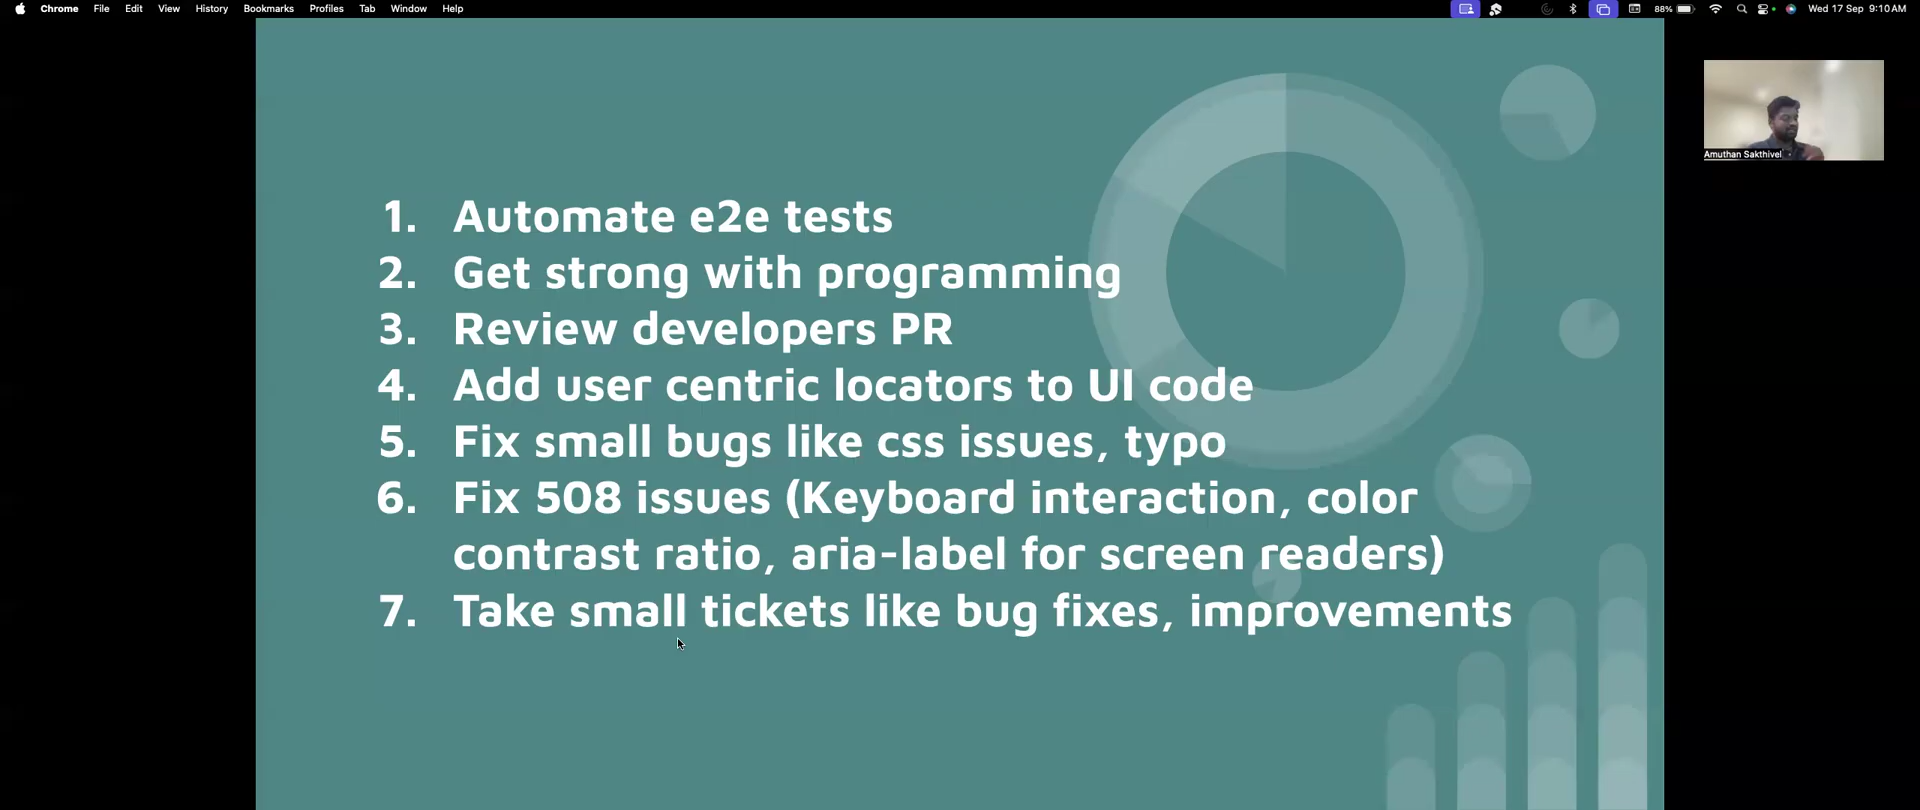 Chrome File Edit View History Bookmarks Profiles Tab Window Help 88% Wed 17 Sep 9:10 AM
Amuthan Sakthivel
1. Automate e2e tests
2. Get strong with programming
3. Review developers PR
4. Add user centric locators to UI code
5. Fix small bugs like css issues, typo
6. Fix 508 issues (Keyboard interaction, color
contrast ratio, aria-label for screen readers)
7. Take small tickets like bug fixes, improvements